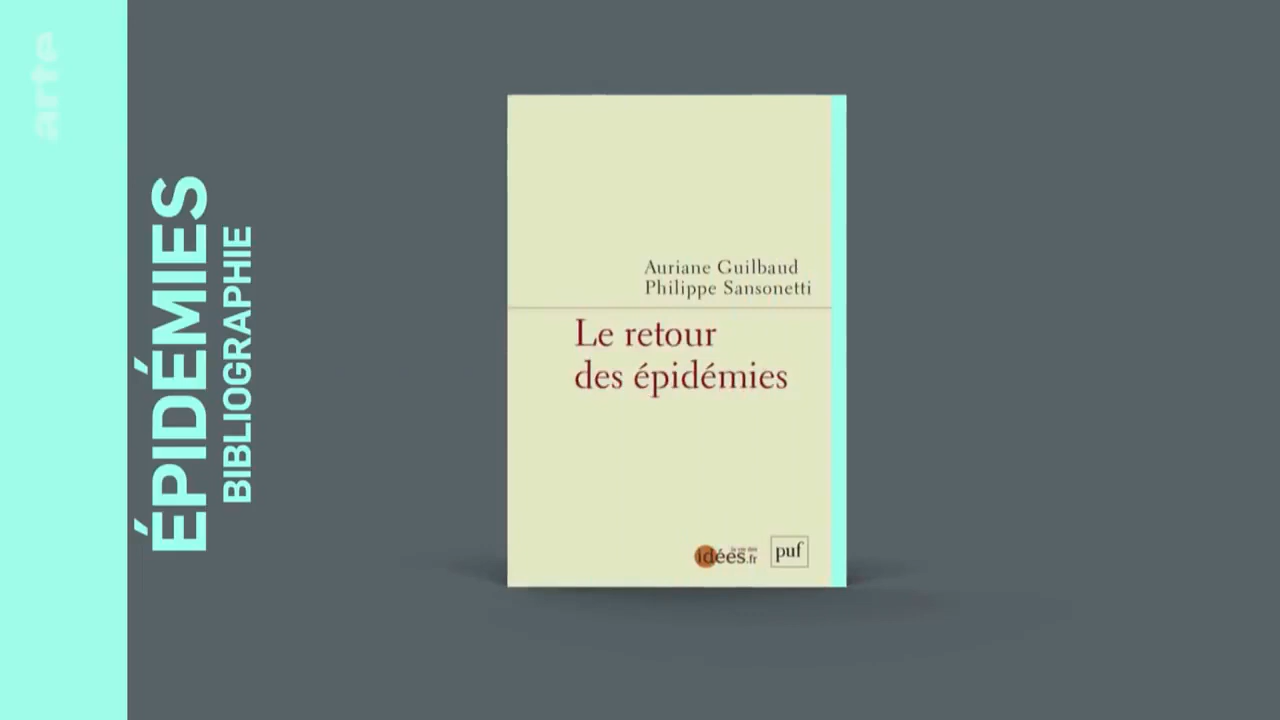 arte
ÉPIDÉMIES
BIBLIOGRAPHIE
Auriane Guilbaud
Philippe Sansonetti
Le retour
des épidémies
idées.fr
puf